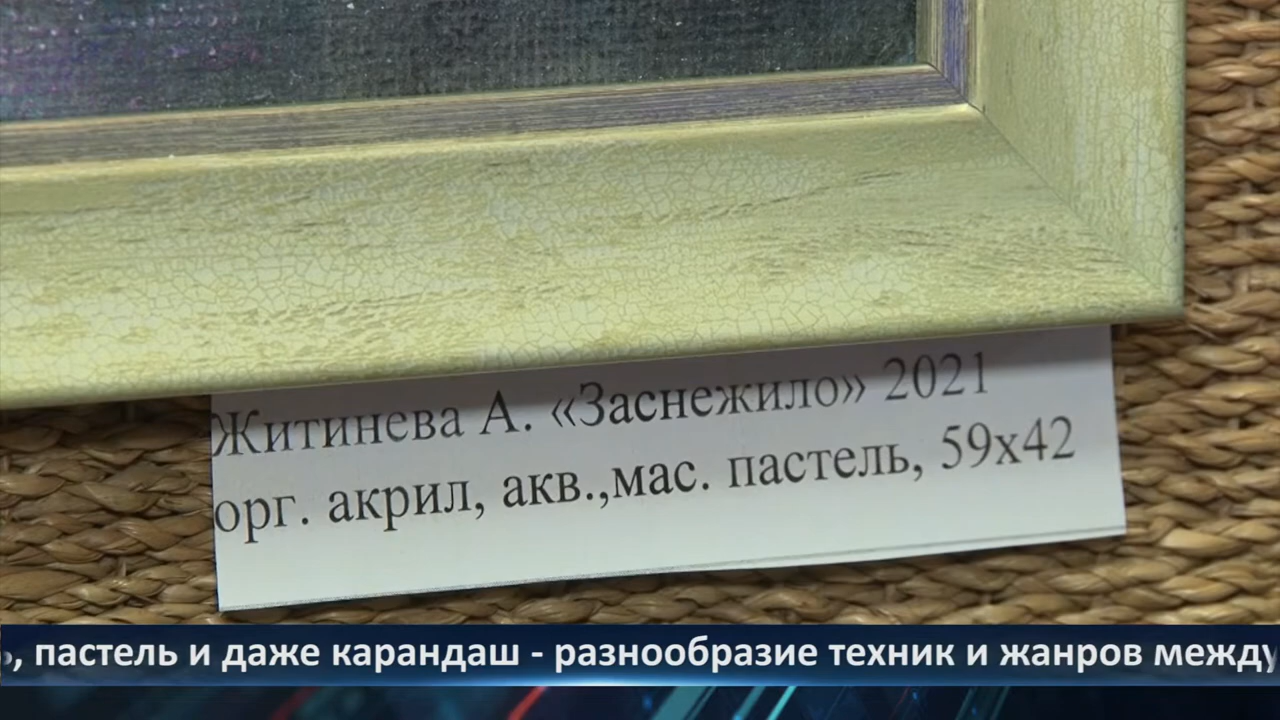 Житинева А. «Заснежило» 2021
орг. акрил, акв.,мас. пастель, 59х42
, пастель и даже карандаш - разнообразие техник и жанров между